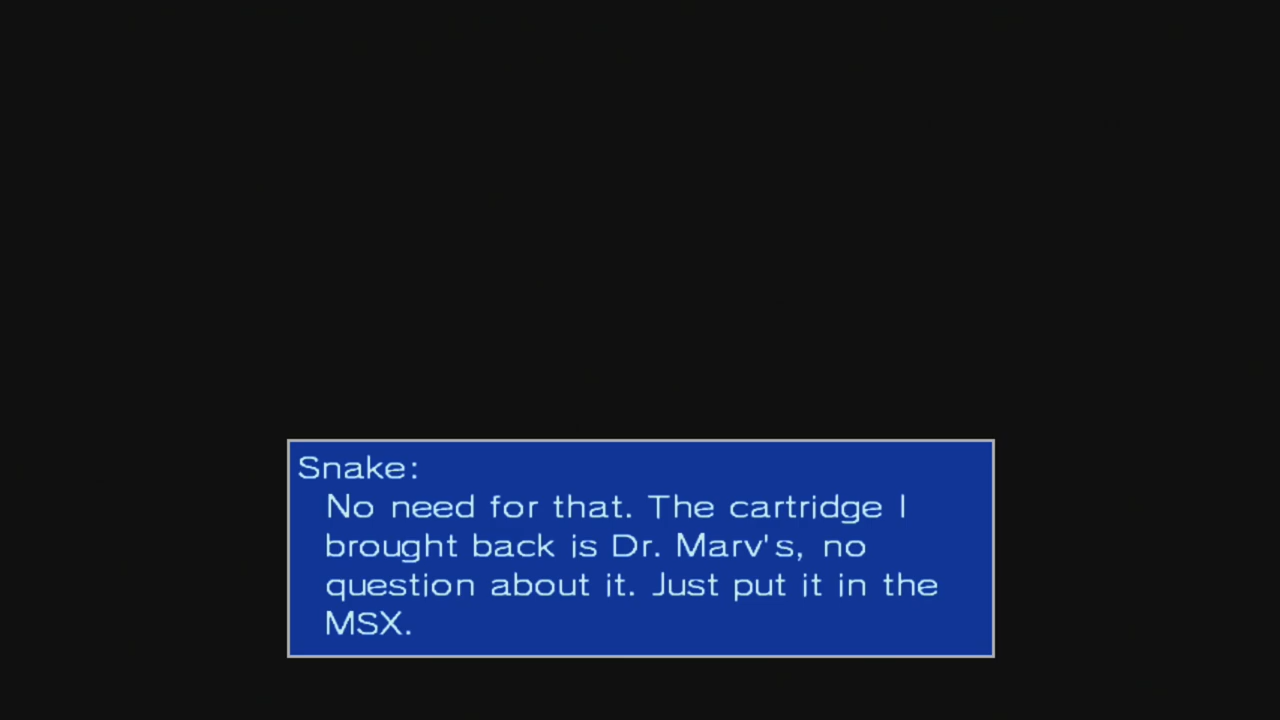 Snake:
No need for that. The cartridge I
brought back is Dr. Marv's, no
question about it. Just put it in the
MSX.